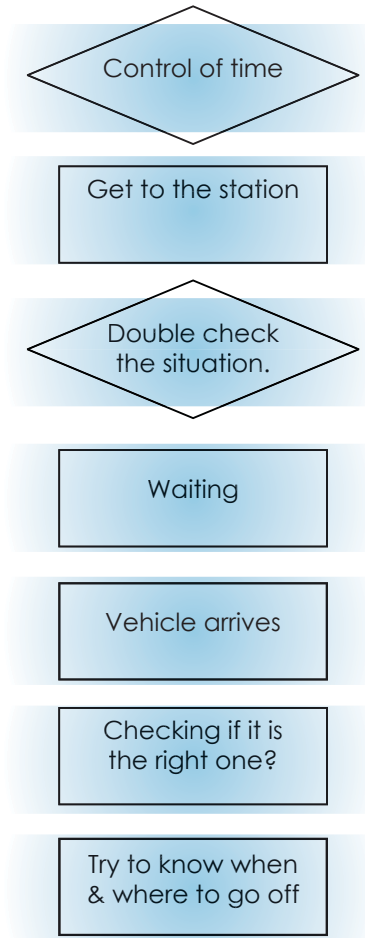 Control of time
Get to the station
Double check
the situation.
Waiting
Vehicle arrives
Checking if it is
the right one?
Try to know when
& where to go off